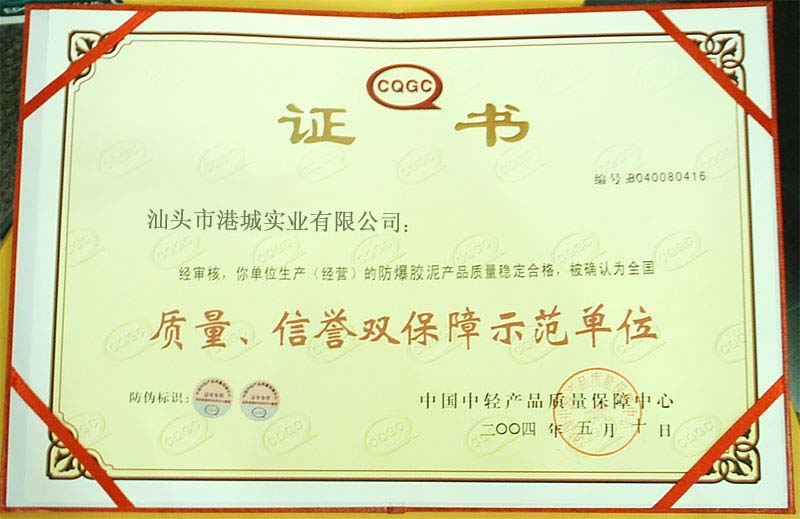 CQGC
证书
编号:B040080416
汕头市港城实业有限公司:
经审核,你单位生产(经营)的防爆胶泥产品质量稳定合格,被确认为全国
质量、信誉双保障示范单位
防伪标识:
中国中轻产品质量保障中心
二〇〇四年五月十日